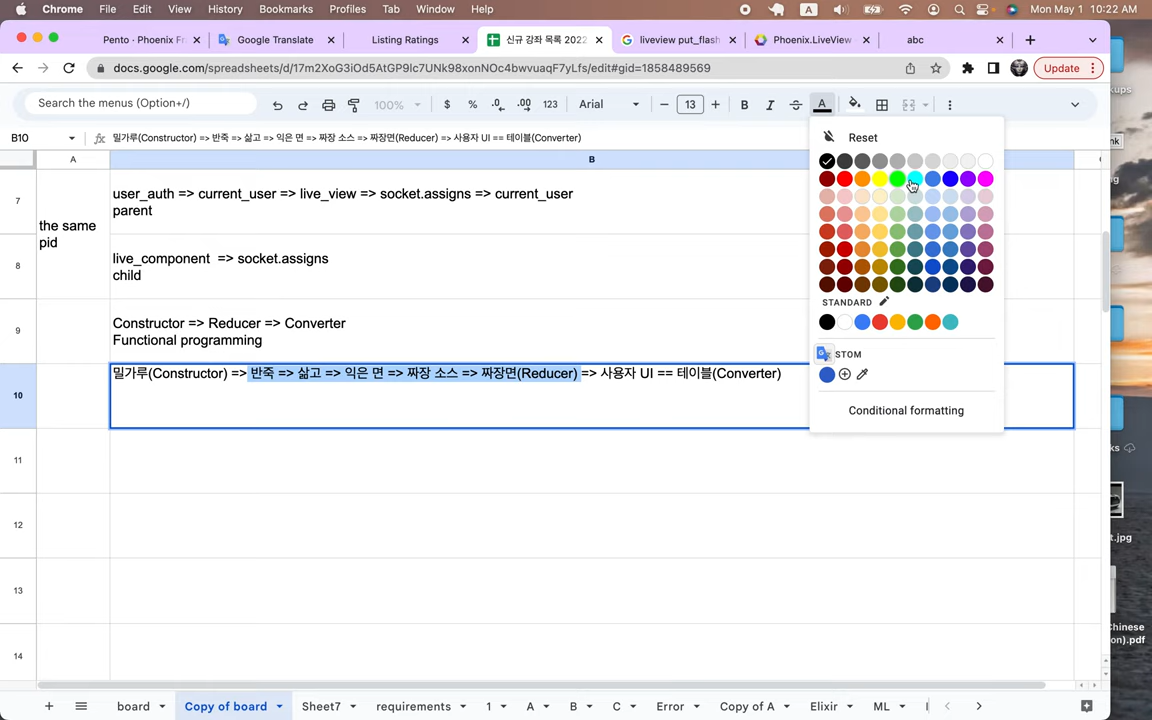 Chrome File Edit View History Bookmarks Profiles Tab Window Help A Mon May 1 10:22 AM
Pento · Phoenix Fr Google Translate Listing Ratings 신규 강좌 목록 2022 liveview put_flash Phoenix.LiveView abc
docs.google.com/spreadsheets/d/17m2XoG3iOd5AtGP9Ic7UNk98xonNOc4bwvuaqF7yLfs/edit#gid=1858489569 Update
Search the menus (Option+/) 100% $ % .0 .00 123 Arial 13 B I S A
B10 fx 밀가루(Constructor) => 반죽 => 삶고 => 익은 면 => 짜장 소스 => 짜장면(Reducer) => 사용자 UI == 테이블(Converter)
Reset
A B
7 user_auth => current_user => live_view => socket.assigns => current_user
parent
the same
pid
8 live_component => socket.assigns
child
STANDARD
9 Constructor => Reducer => Converter
Functional programming
STOM
10 밀가루(Constructor) => 반죽 => 삶고 => 익은 면 => 짜장 소스 => 짜장면(Reducer) => 사용자 UI == 테이블(Converter)
Conditional formatting
11
12
13
14
board Copy of board Sheet7 requirements 1 A B C Error Copy of A Elixir ML
kups
nk
g
ks
t.jpg
hinese
on).pdf